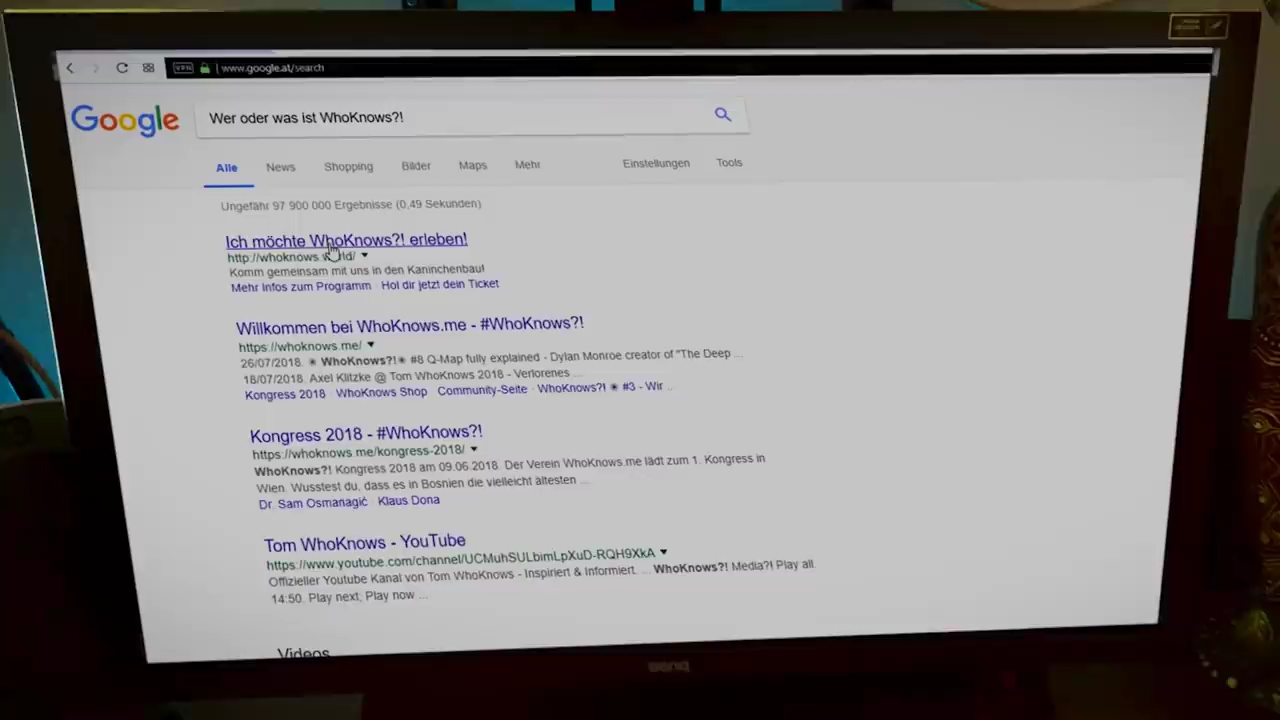 VPN www.google.at/search
Google Wer oder was ist WhoKnows?!
Alle News Shopping Bilder Maps Mehr Einstellungen Tools
Ungefähr 97 900 000 Ergebnisse (0,49 Sekunden)
Ich möchte WhoKnows?! erleben!
http://whoknows.w ld/
Komm gemeinsam mit uns in den Kaninchenbau!
Mehr Infos zum Programm · Hol dir jetzt dein Ticket
Willkommen bei WhoKnows.me - #WhoKnows?!
https://whoknows.me/
26/07/2018. ☀ WhoKnows?!☀ #8 Q-Map fully explained - Dylan Monroe creator of "The Deep ...
18/07/2018. Axel Klitzke @ Tom WhoKnows 2018 - Verlorenes ...
Kongress 2018 · WhoKnows Shop · Community-Seite · WhoKnows?! ☀ #3 - Wir ...
Kongress 2018 - #WhoKnows?!
https://whoknows.me/kongress-2018/
WhoKnows?! Kongress 2018 am 09.06.2018. Der Verein WhoKnows.me lädt zum 1. Kongress in
Wien. Wusstest du, dass es in Bosnien die vielleicht ältesten ...
Dr. Sam Osmanagić · Klaus Dona
Tom WhoKnows - YouTube
https://www.youtube.com/channel/UCMuhSULbimLpXuD-RQH9XkA
Offizieller Youtube Kanal von Tom WhoKnows - Inspiriert & Informiert. ... WhoKnows?! Media?! Play all.
14:50. Play next; Play now ...
Videos
BenQ